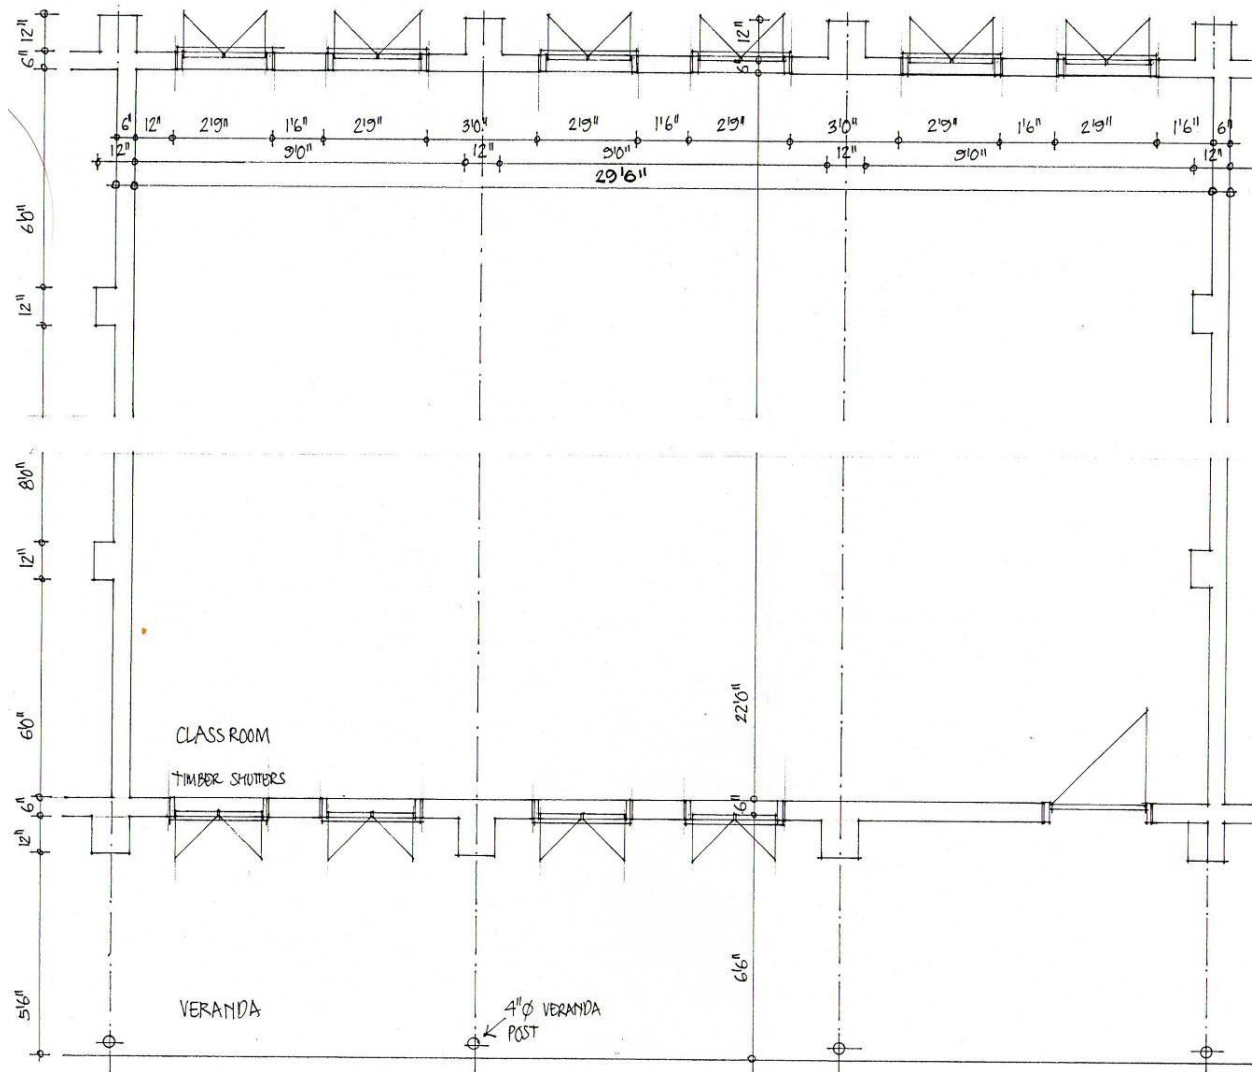 12"
6"
12"
6"
6" 12" 2'9" 1'6" 2'9" 3'0" 2'9" 1'6" 2'9" 3'0" 2'9" 1'6" 2'9" 1'6" 6"
12" 9'0" 12" 9'0" 12" 9'0" 12"
29'6"
6'0"
12"
8'0"
12"
6'0"
22'0"
CLASSROOM
TIMBER SHUTTERS
6"
6"
12"
5'6"
6'6"
VERANDA
4"ø VERANDA
POST